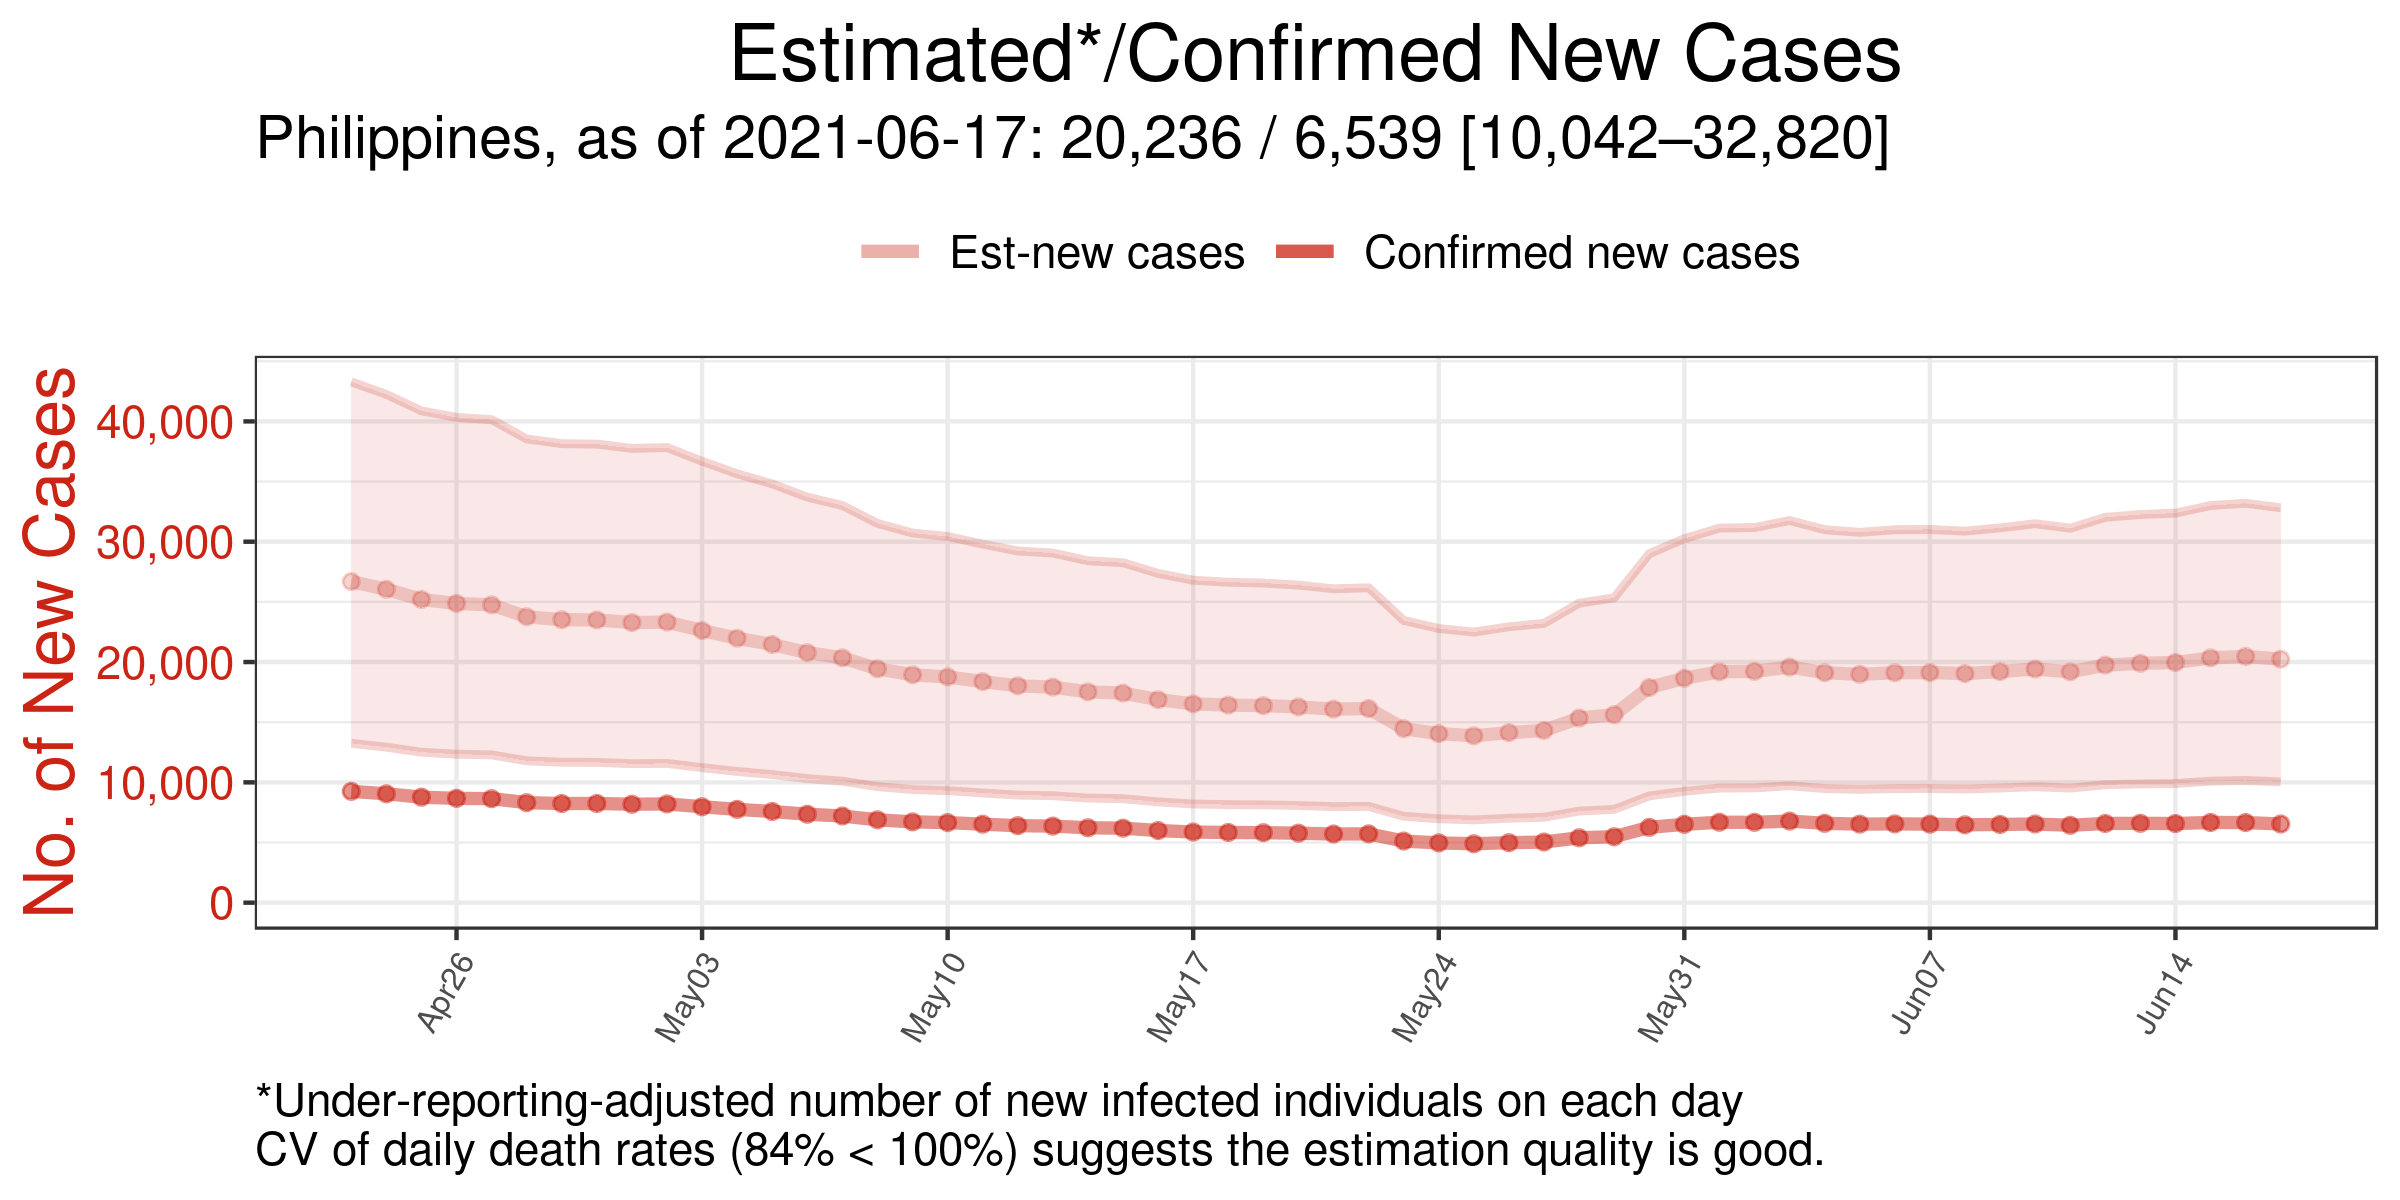 Estimated*/Confirmed New Cases
Philippines, as of 2021-06-17: 20,236 / 6,539 [10,042–32,820]
Est-new cases Confirmed new cases
No. of New Cases
40,000
30,000
20,000
10,000
0
Apr26 May03 May10 May17 May24 May31 Jun07 Jun14
*Under-reporting-adjusted number of new infected individuals on each day
CV of daily death rates (84% < 100%) suggests the estimation quality is good.